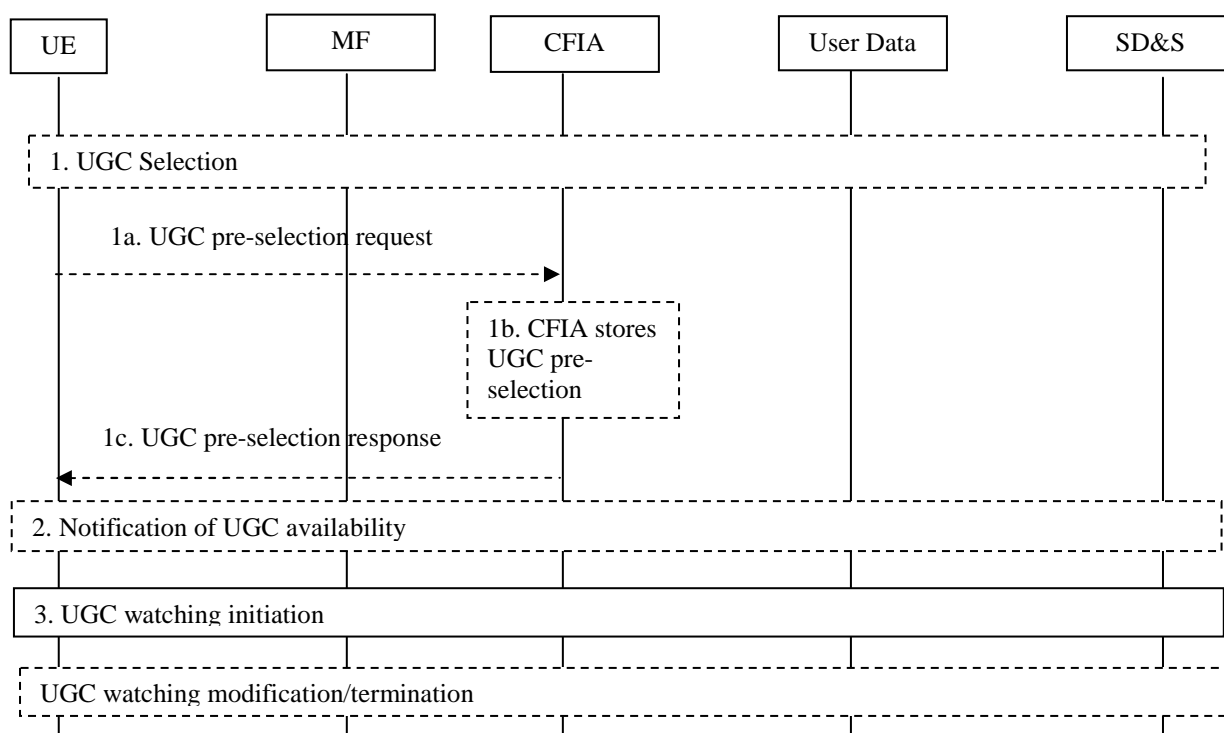 UE
MF
CFIA
User Data
SD&S
1. UGC Selection
1a. UGC pre-selection request
1b. CFIA stores
UGC pre-
selection
1c. UGC pre-selection response
2. Notification of UGC availability
3. UGC watching initiation
UGC watching modification/termination